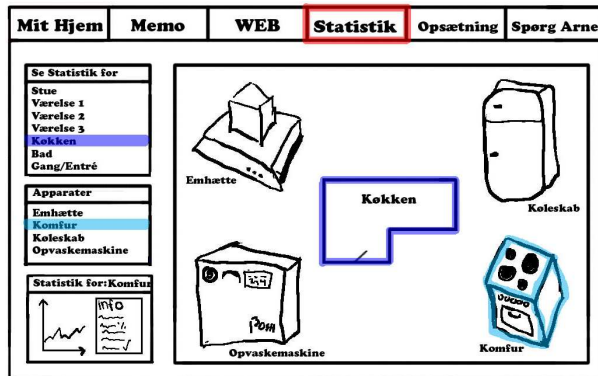 Mit Hjem Memo WEB Statistik Opsætning Spørg Arne
Se Statistik for
Stue
Værelse 1
Værelse 2
Værelse 3
Køkken
Bad
Gang/Entré
Apparater
Emhætte
Komfur
Køleskab
Opvaskemaskine
Statistik for:Komfur
info
Emhætte
Køkken
Køleskab
Opvaskemaskine
Komfur